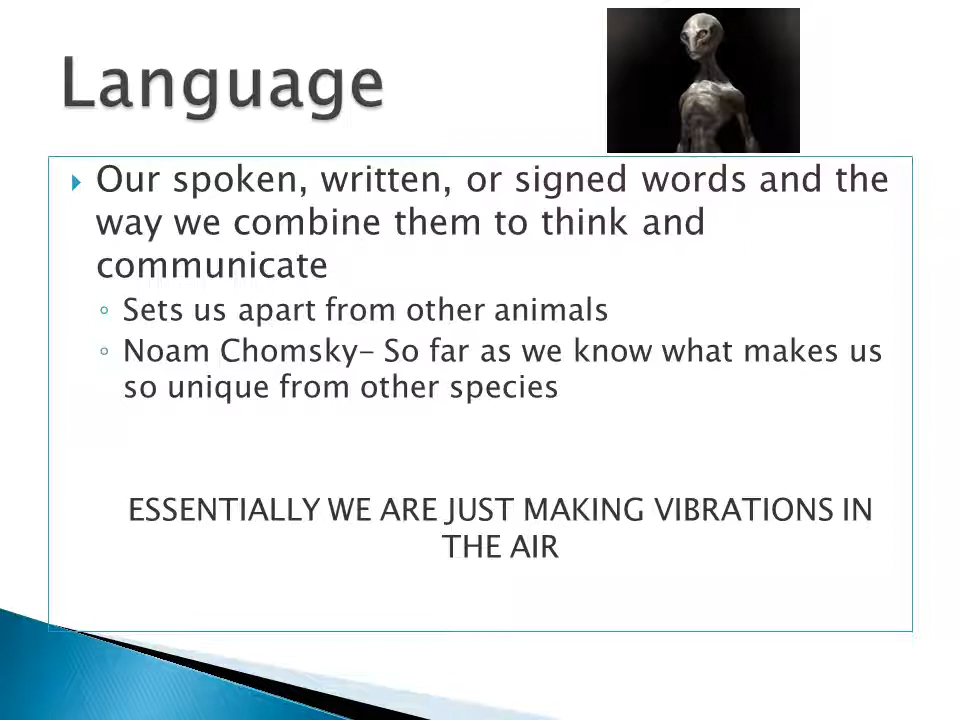 Language
Our spoken, written, or signed words and the
way we combine them to think and
communicate
Sets us apart from other animals
Noam Chomsky- So far as we know what makes us
so unique from other species
ESSENTIALLY WE ARE JUST MAKING VIBRATIONS IN
THE AIR